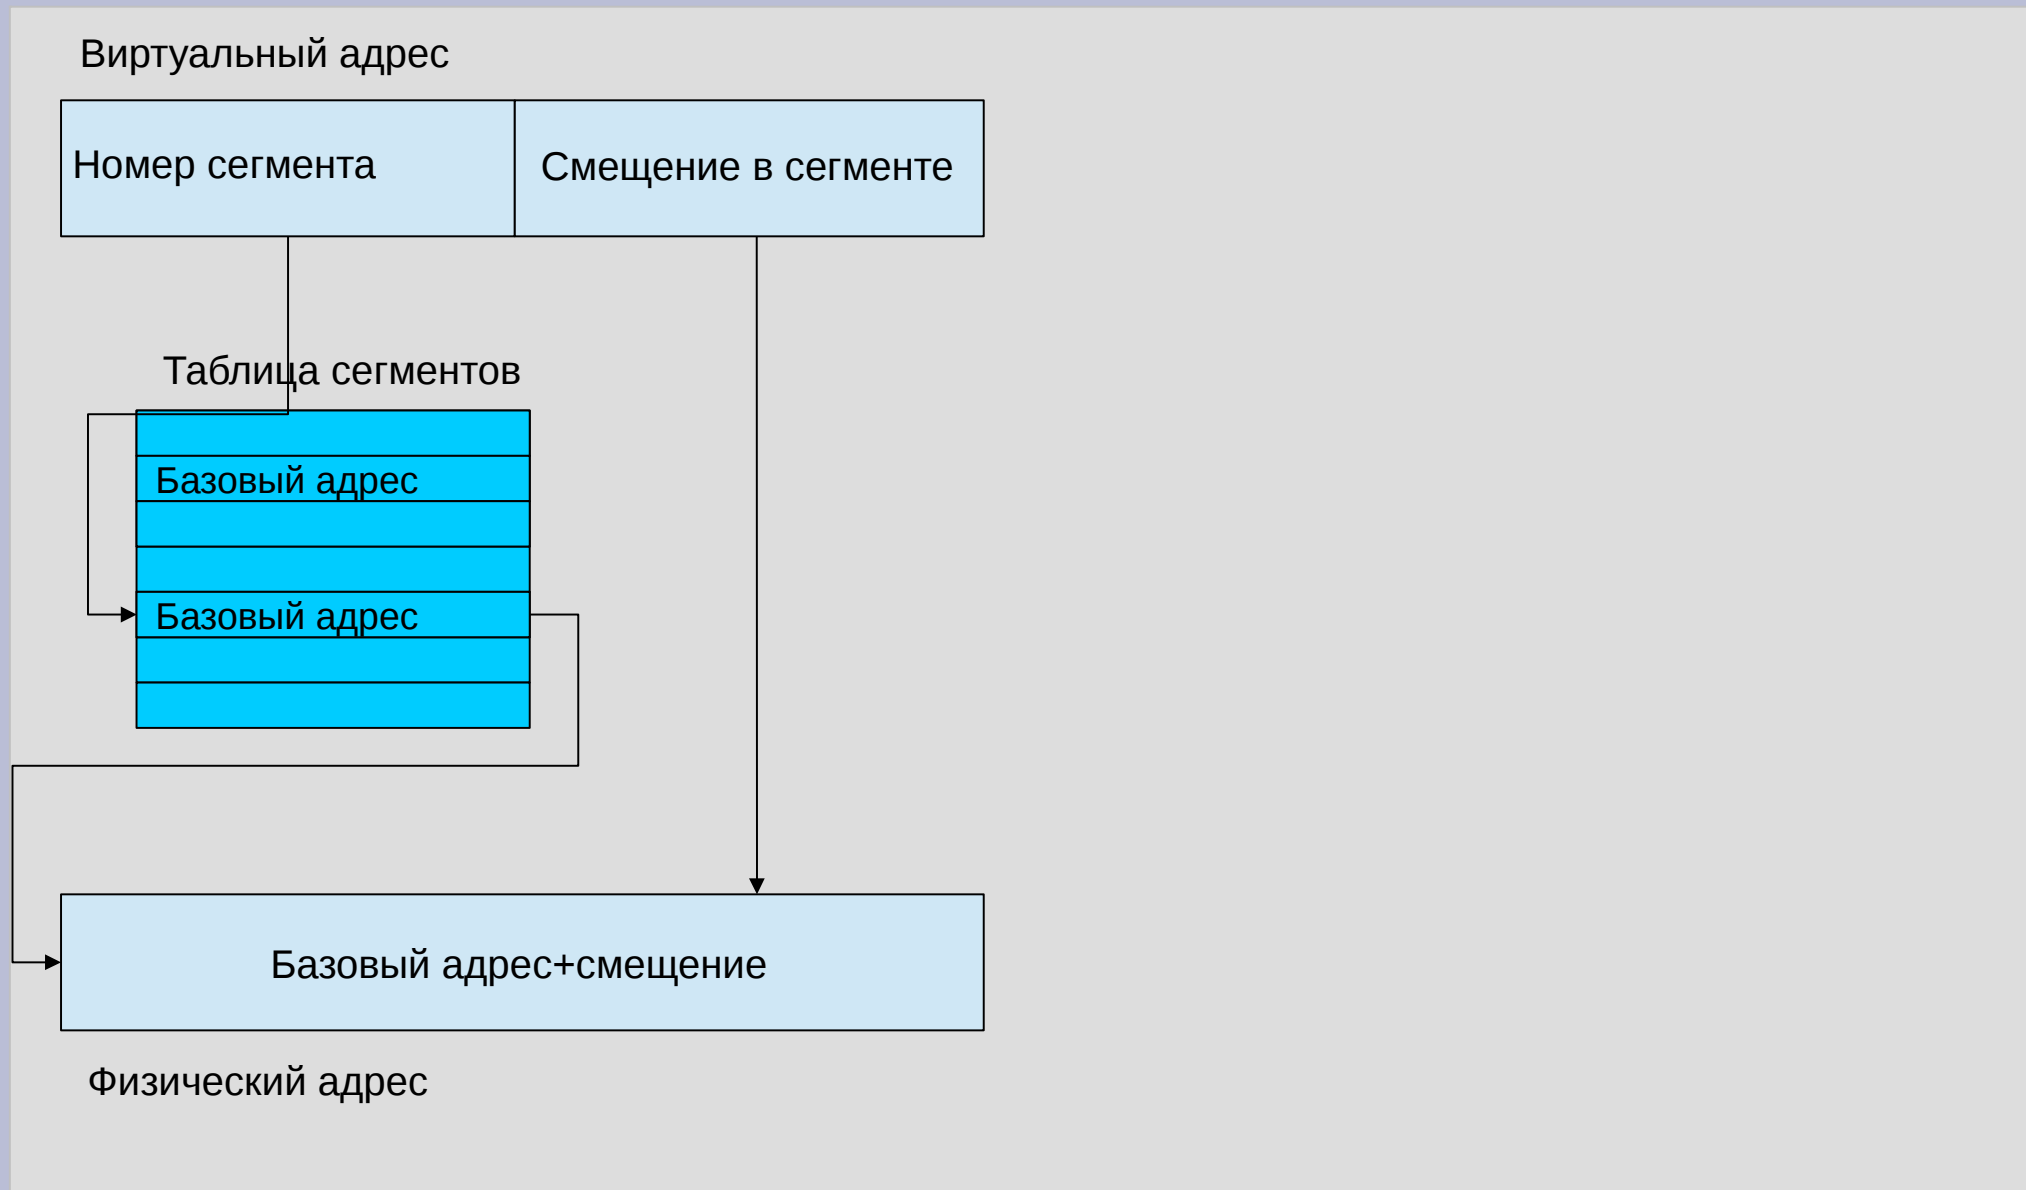 Виртуальный адрес
Номер сегмента
Смещение в сегменте
Таблица сегментов
Базовый адрес
Базовый адрес
Базовый адрес+смещение
Физический адрес